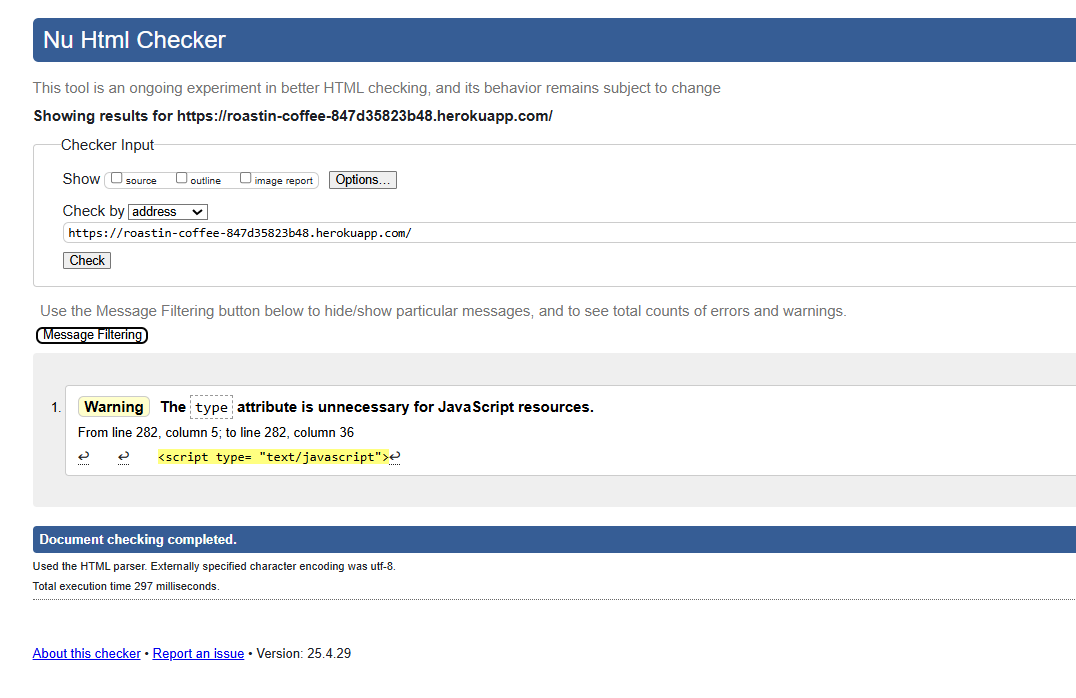 Nu Html Checker
This tool is an ongoing experiment in better HTML checking, and its behavior remains subject to change
Showing results for https://roastin-coffee-847d35823b48.herokuapp.com/
Checker Input
Show source outline image report Options...
Check by address
https://roastin-coffee-847d35823b48.herokuapp.com/
Check
Use the Message Filtering button below to hide/show particular messages, and to see total counts of errors and warnings.
Message Filtering
1. Warning The type attribute is unnecessary for JavaScript resources.
From line 282, column 5; to line 282, column 36
↩ ↩ <script type= "text/javascript">↩
Document checking completed.
Used the HTML parser. Externally specified character encoding was utf-8.
Total execution time 297 milliseconds.
About this checker • Report an issue • Version: 25.4.29